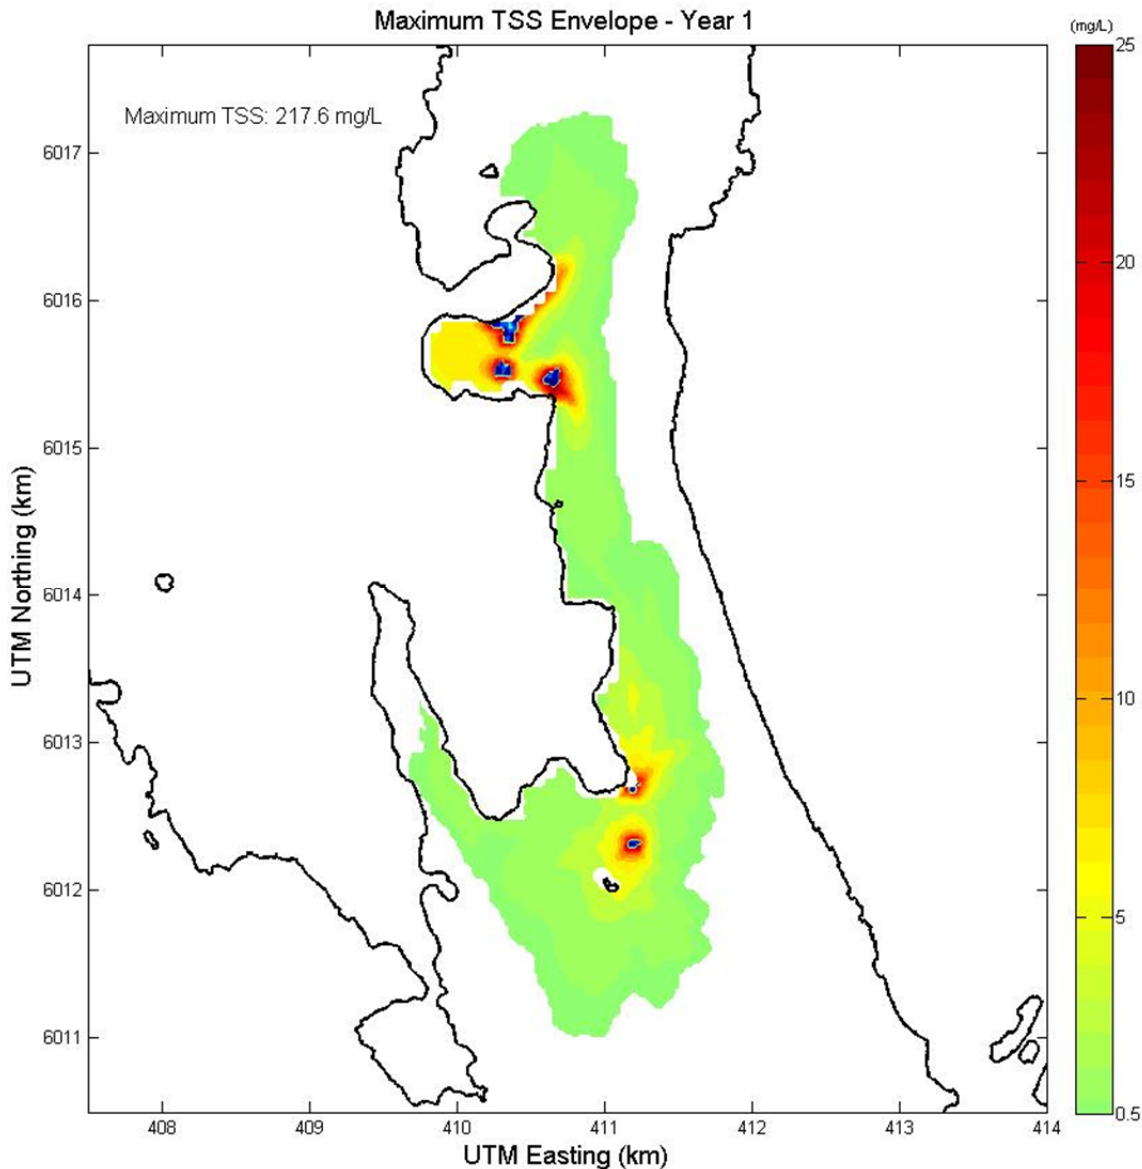 Maximum TSS Envelope - Year 1
(mg/L)
Maximum TSS: 217.6 mg/L
25
20
15
10
5
0.5
6017
6016
6015
6014
6013
6012
6011
UTM Northing (km)
408 409 410 411 412 413 414
UTM Easting (km)